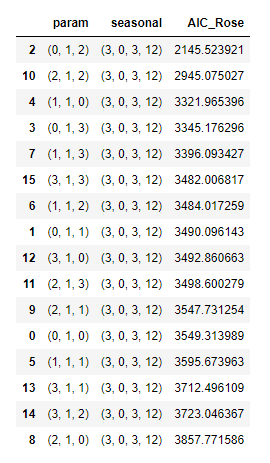 param seasonal AIC_Rose
2 (0, 1, 2) (3, 0, 3, 12) 2145.523921
10 (2, 1, 2) (3, 0, 3, 12) 2945.075027
4 (1, 1, 0) (3, 0, 3, 12) 3321.965396
3 (0, 1, 3) (3, 0, 3, 12) 3345.176296
7 (1, 1, 3) (3, 0, 3, 12) 3396.093427
15 (3, 1, 3) (3, 0, 3, 12) 3482.006817
6 (1, 1, 2) (3, 0, 3, 12) 3484.017259
1 (0, 1, 1) (3, 0, 3, 12) 3490.096143
12 (3, 1, 0) (3, 0, 3, 12) 3492.860663
11 (2, 1, 3) (3, 0, 3, 12) 3498.600279
9 (2, 1, 1) (3, 0, 3, 12) 3547.731254
0 (0, 1, 0) (3, 0, 3, 12) 3549.313989
5 (1, 1, 1) (3, 0, 3, 12) 3595.673963
13 (3, 1, 1) (3, 0, 3, 12) 3712.496109
14 (3, 1, 2) (3, 0, 3, 12) 3723.046367
8 (2, 1, 0) (3, 0, 3, 12) 3857.771586